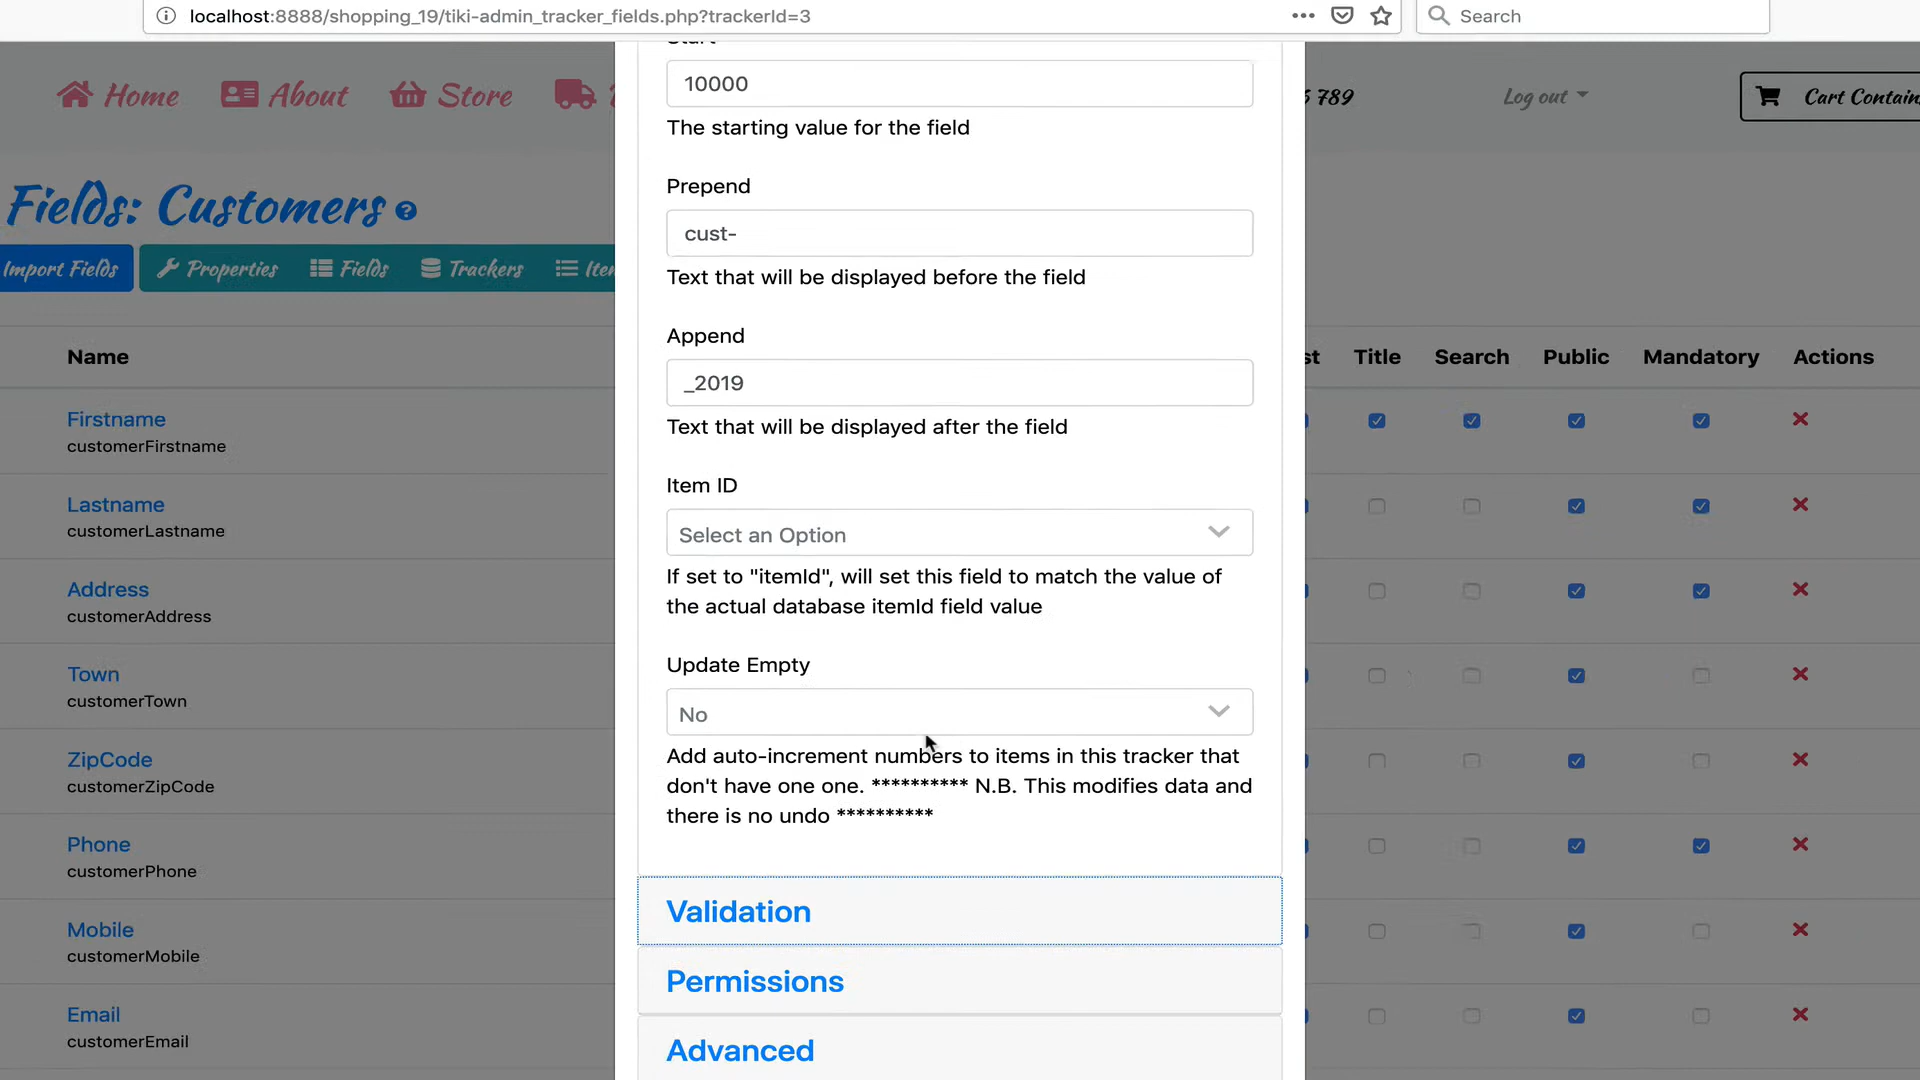 localhost:8888/shopping_19/tiki-admin_tracker_fields.php?trackerId=3
Search
Home
About
Store
789
Log out
Cart Contain
Fields: Customers
Import Fields
Properties
Fields
Trackers
Name
Title
Search
Public
Mandatory
Actions
Firstname
customerFirstname
Lastname
customerLastname
Address
customerAddress
Town
customerTown
ZipCode
customerZipCode
Phone
customerPhone
Mobile
customerMobile
Email
customerEmail
Start
10000
The starting value for the field
Prepend
cust-
Text that will be displayed before the field
Append
_2019
Text that will be displayed after the field
Item ID
Select an Option
If set to "itemId", will set this field to match the value of
the actual database itemId field value
Update Empty
No
Add auto-increment numbers to items in this tracker that
don't have one one. ********** N.B. This modifies data and
there is no undo **********
Validation
Permissions
Advanced